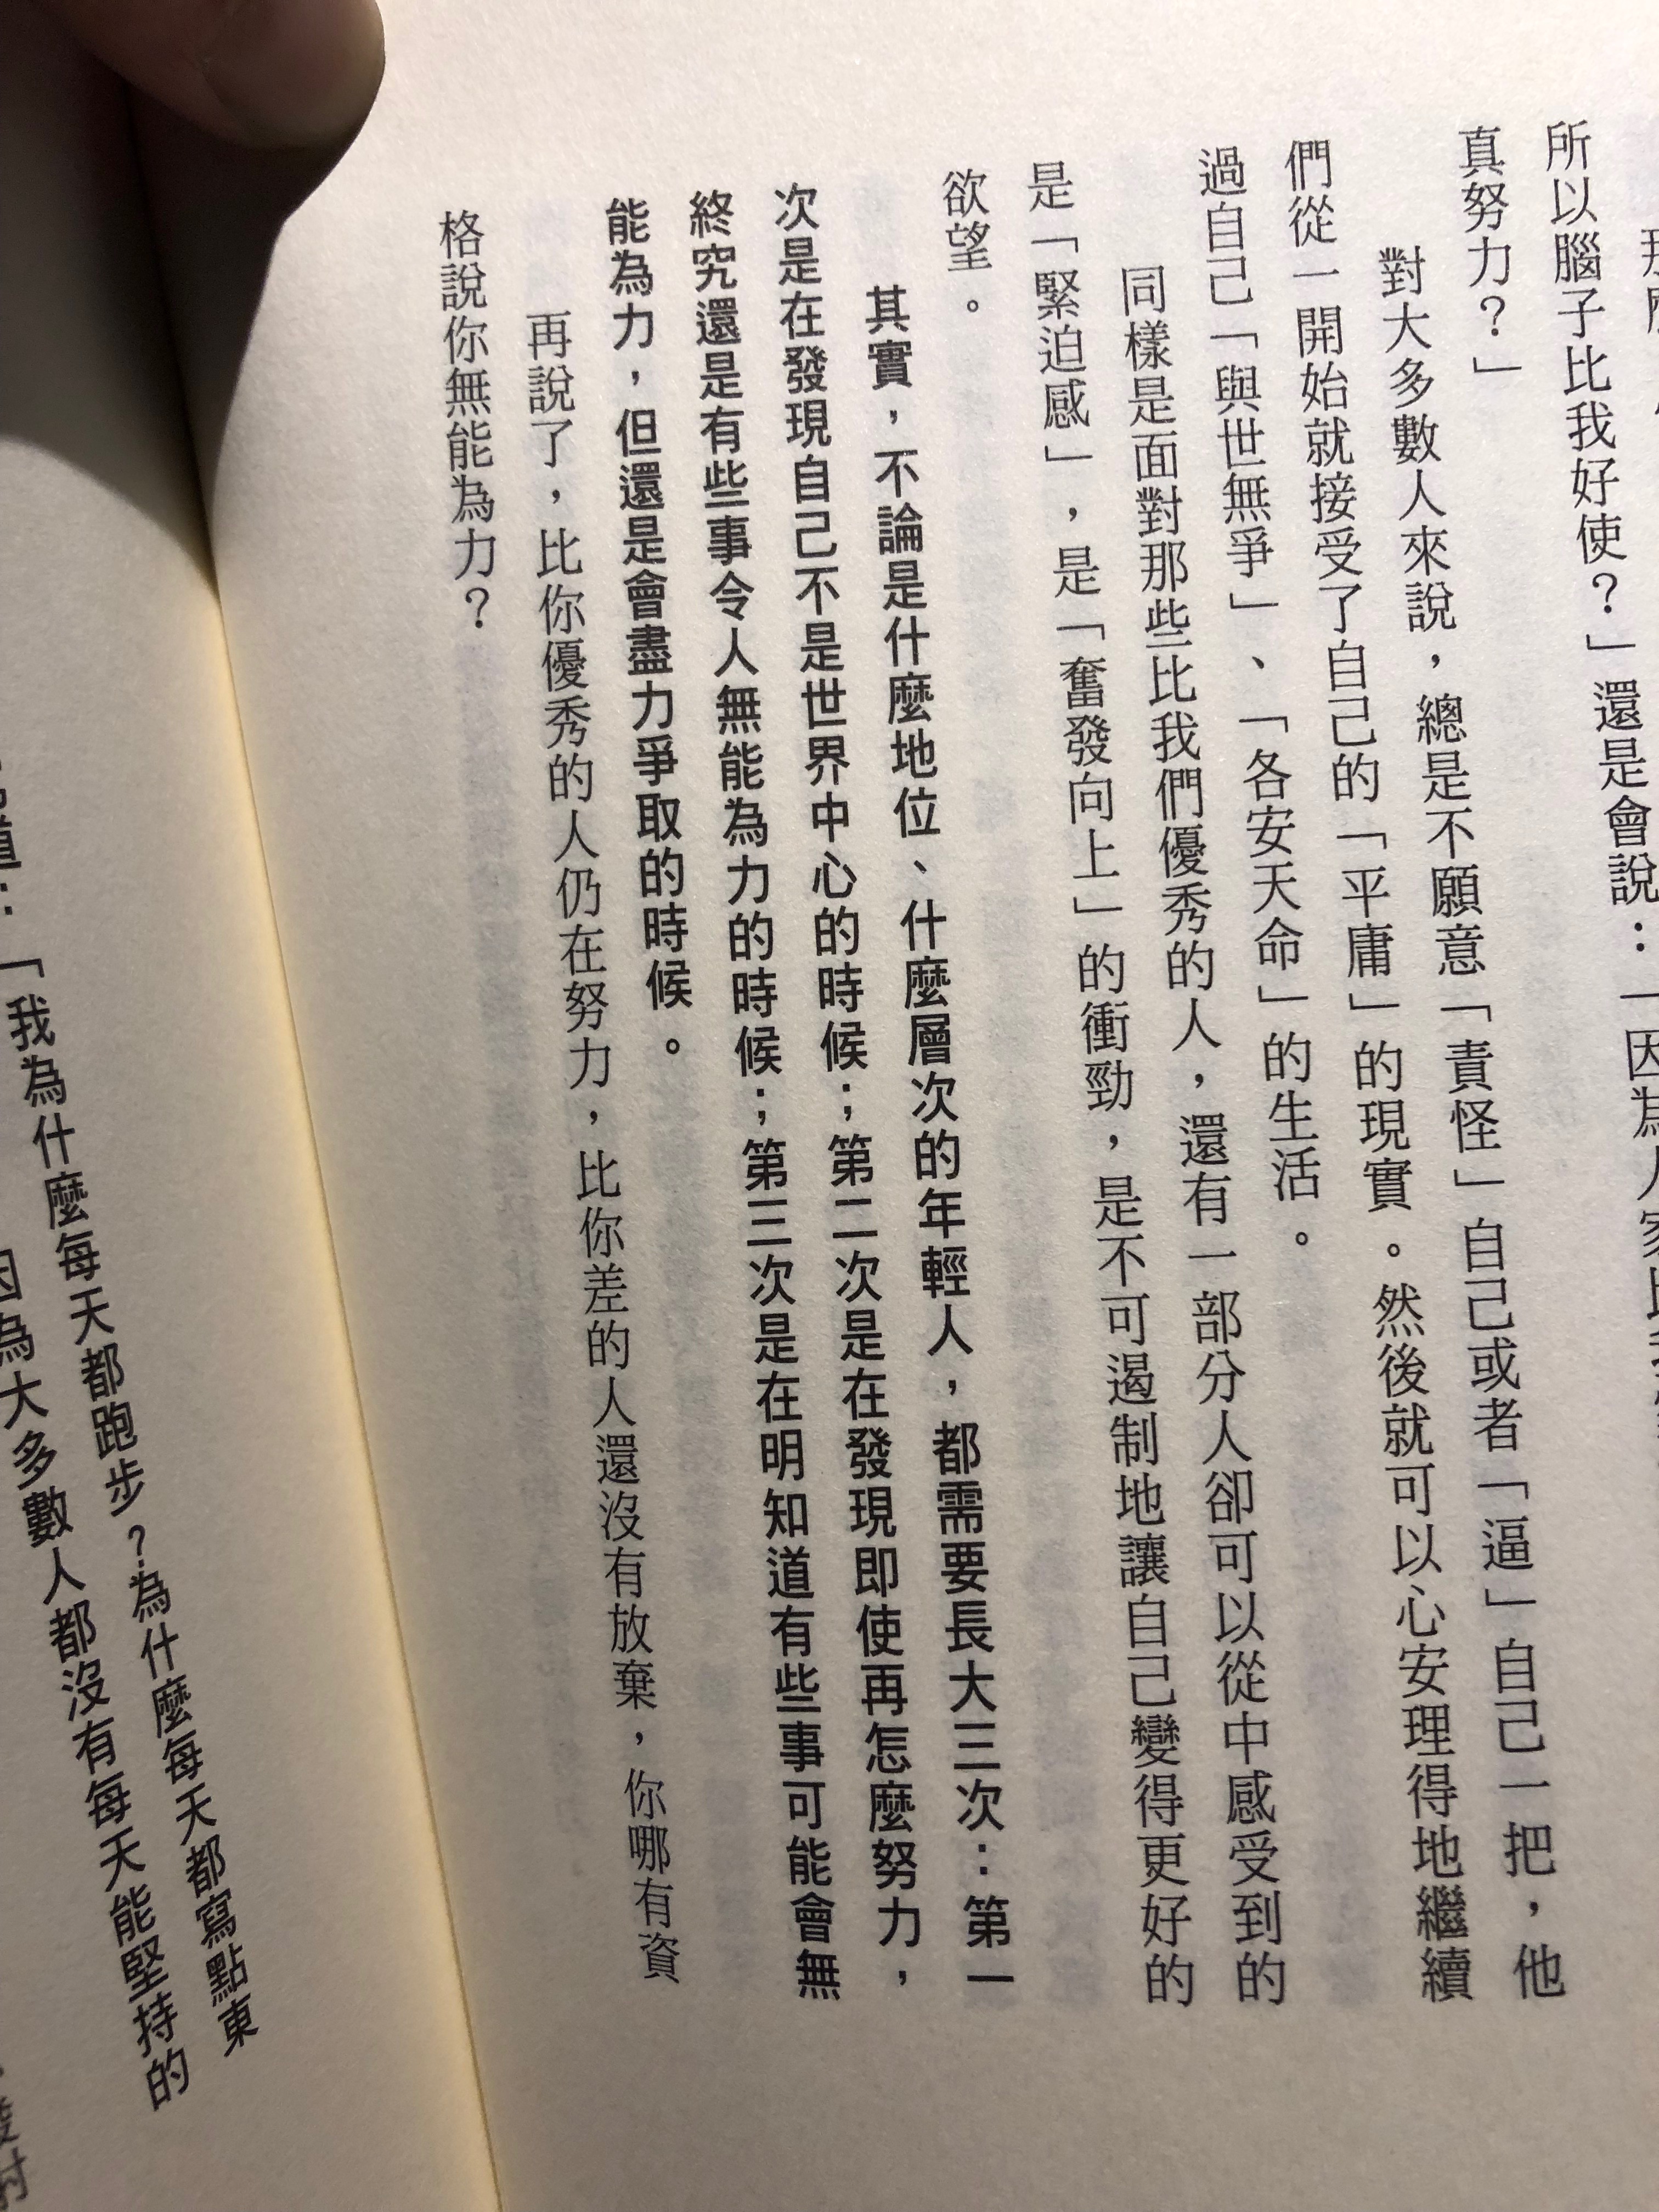 所以腦子比我好使？」還是會說：「因為人家比我
真努力？」
對大多數人來說，總是不願意「責怪」自己或者「逼」自己一把，他
們從一開始就接受了自己的「平庸」的現實。然後就可以心安理得地繼續
過自己「與世無爭」、「各安天命」的生活。
同樣是面對那些比我們優秀的人，還有一部分人卻可以從中感受到的
是「緊迫感」，是「奮發向上」的衝勁，是不可遏制地讓自己變得更好的
欲望。
其實，不論是什麼地位、什麼層次的年輕人，都需要長大三次：第一
次是在發現自己不是世界中心的時候；第二次是在發現即使再怎麼努力，
終究還是有些事令人無能為力的時候；第三次是在明知道有些事可能會無
能為力，但還是會盡力爭取的時候。
再說了，比你優秀的人仍在努力，比你差的人還沒有放棄，你哪有資
格說你無能為力？
道：「我為什麼每天都跑步？為什麼每天都寫點東
因為大多數人都沒有每天能堅持的